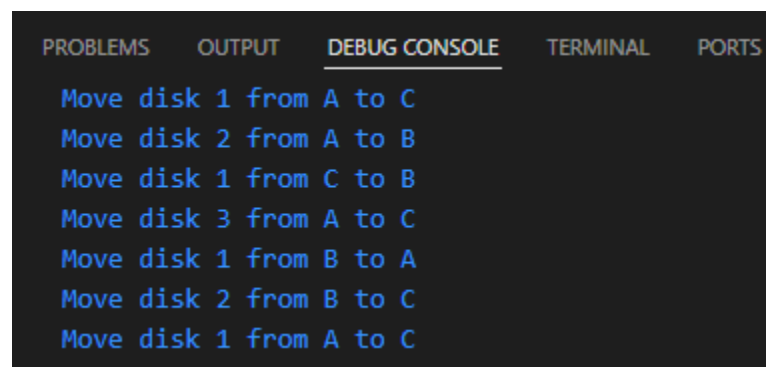 PROBLEMS OUTPUT DEBUG CONSOLE TERMINAL PORTS
Move disk 1 from A to C
Move disk 2 from A to B
Move disk 1 from C to B
Move disk 3 from A to C
Move disk 1 from B to A
Move disk 2 from B to C
Move disk 1 from A to C